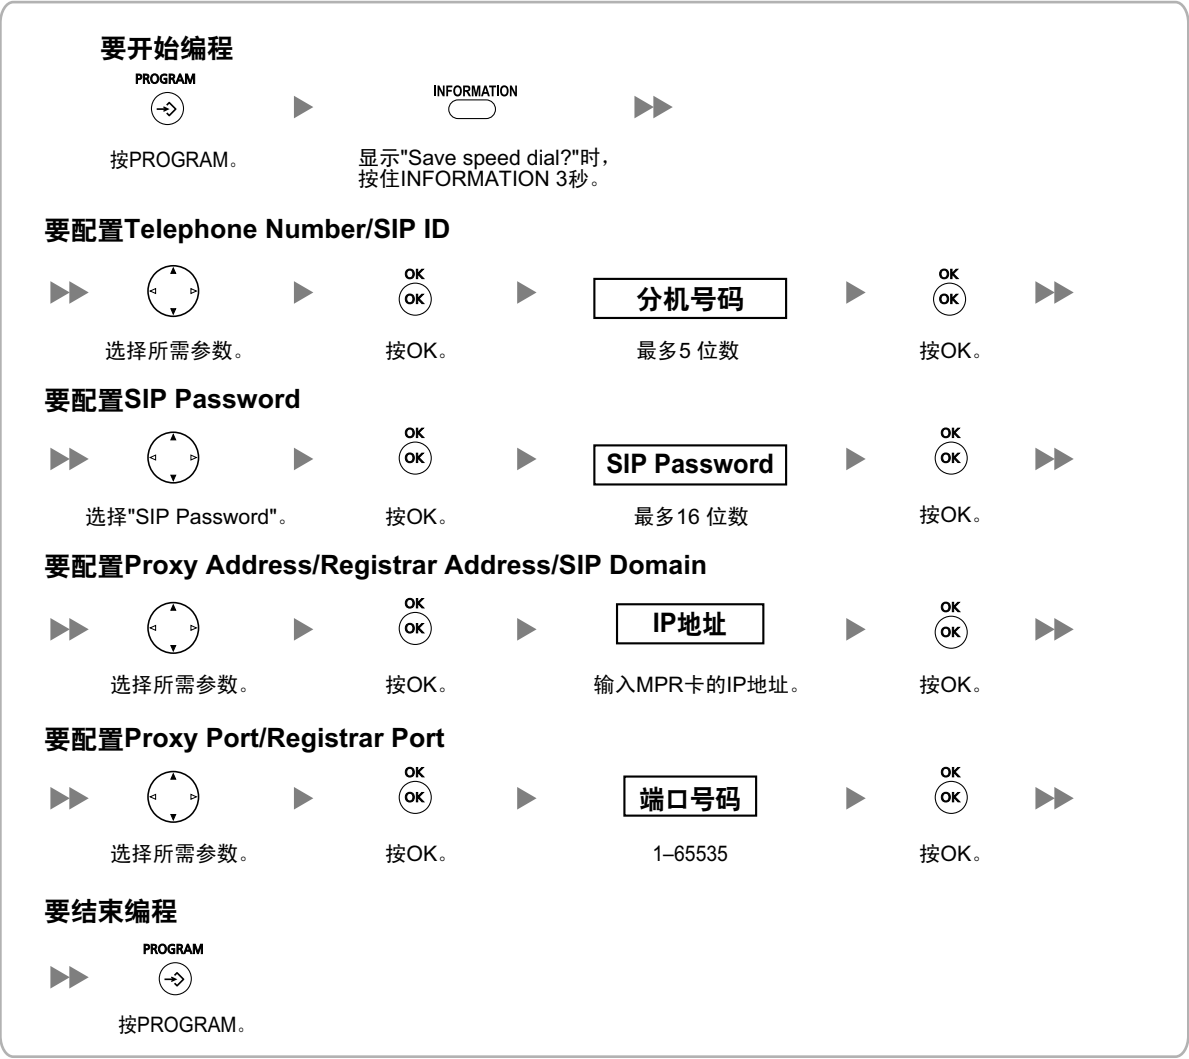 要开始编程
PROGRAM
INFORMATION
按PROGRAM。
显示"Save speed dial?"时，
按住INFORMATION 3秒。
要配置Telephone Number/SIP ID
OK
OK
OK
OK
分机号码
选择所需参数。
按OK。
最多5 位数
按OK。
要配置SIP Password
OK
OK
OK
OK
SIP Password
选择"SIP Password"。
按OK。
最多16 位数
按OK。
要配置Proxy Address/Registrar Address/SIP Domain
OK
OK
OK
OK
IP地址
选择所需参数。
按OK。
输入MPR卡的IP地址。
按OK。
要配置Proxy Port/Registrar Port
OK
OK
OK
OK
端口号码
选择所需参数。
按OK。
1–65535
按OK。
要结束编程
PROGRAM
按PROGRAM。